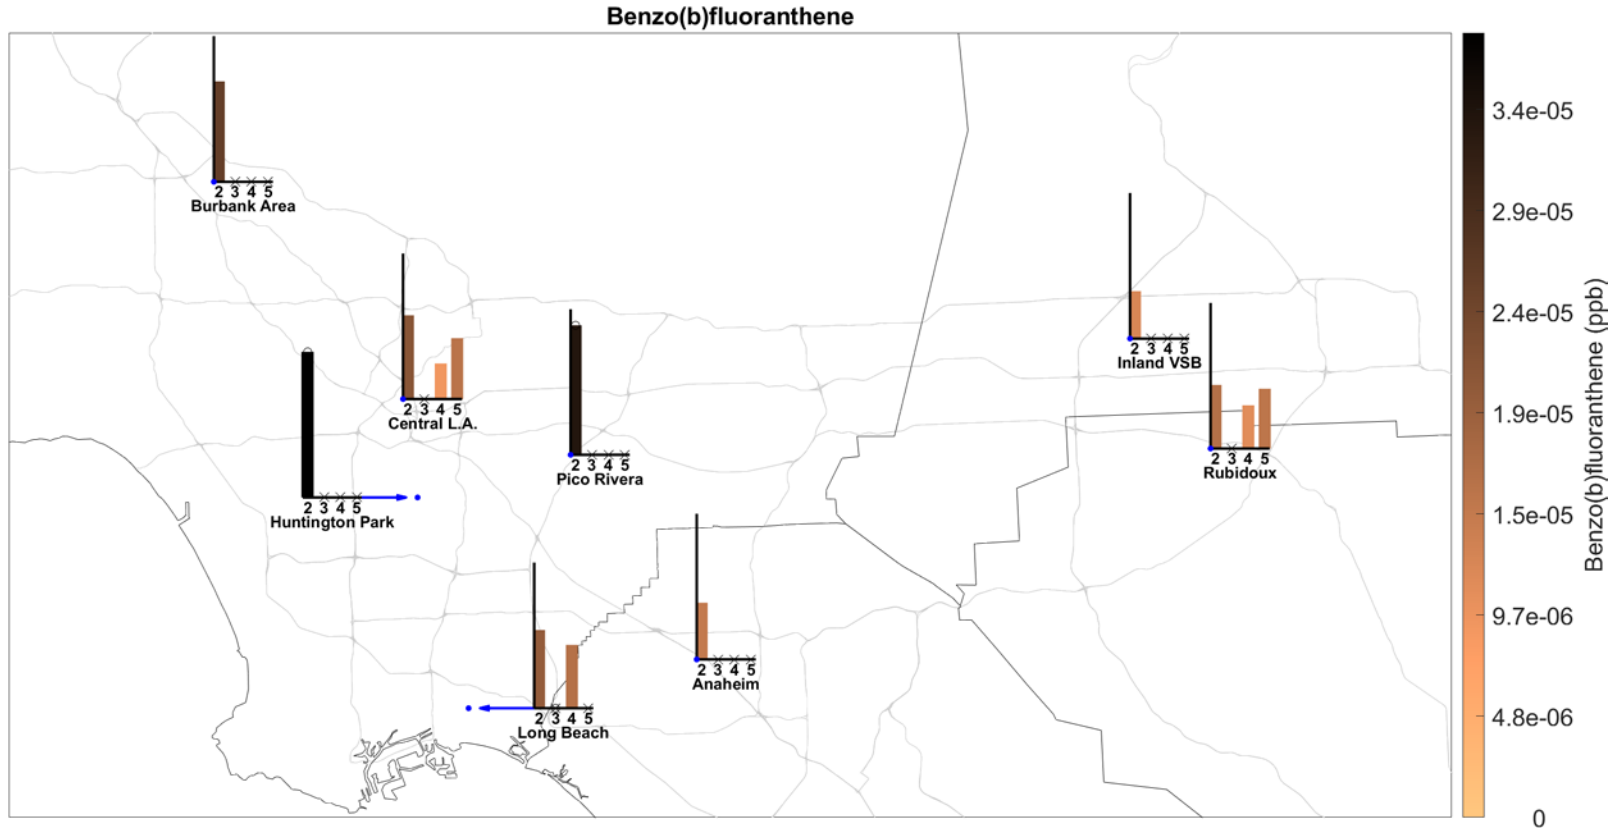 Benzo(b)fluoranthene
2 3 4 5
Burbank Area
2 3 4 5
Central L.A.
2 3 4 5
Huntington Park
2 3 4 5
Pico Rivera
2 3 4 5
Inland VSB
2 3 4 5
Rubidoux
2 3 4 5
Long Beach
2 3 4 5
Anaheim
3.4e-05
2.9e-05
2.4e-05
1.9e-05
1.5e-05
9.7e-06
4.8e-06
0
Benzo(b)fluoranthene (ppb)